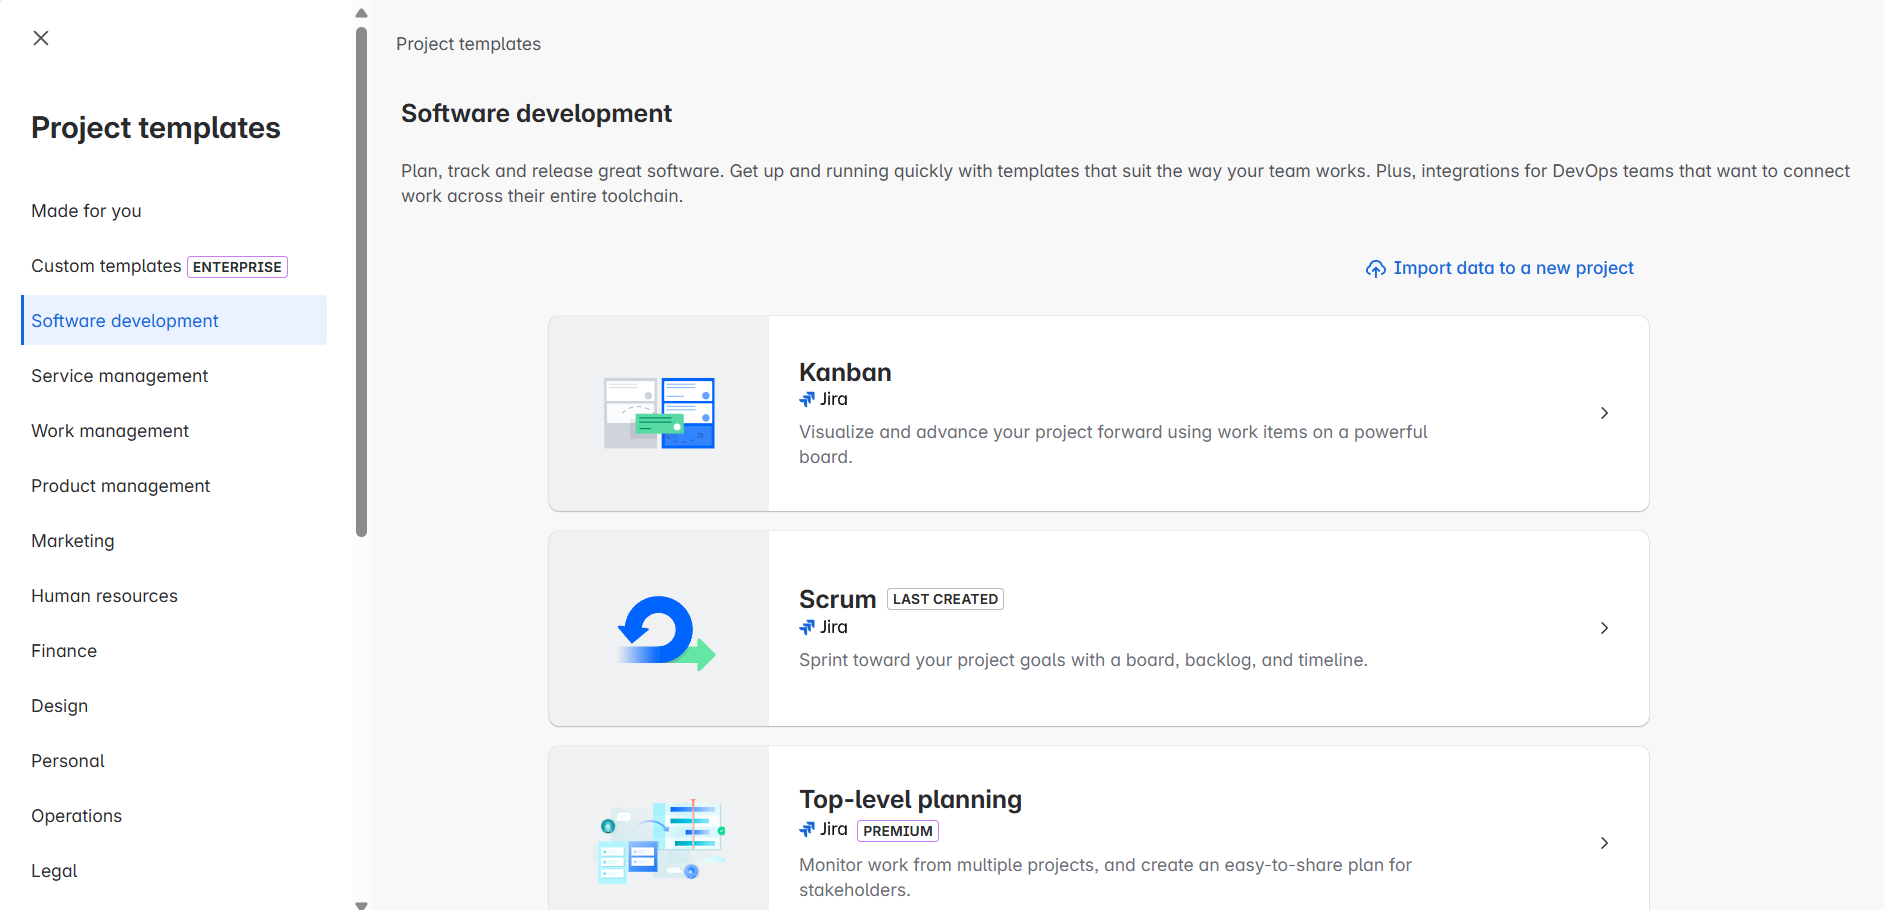 Project templates
Made for you
Custom templates ENTERPRISE
Software development
Service management
Work management
Product management
Marketing
Human resources
Finance
Design
Personal
Operations
Legal
Project templates
Software development
Plan, track and release great software. Get up and running quickly with templates that suit the way your team works. Plus, integrations for DevOps teams that want to connect
work across their entire toolchain.
Import data to a new project
Kanban
Jira
Visualize and advance your project forward using work items on a powerful
board.
Scrum LAST CREATED
Jira
Sprint toward your project goals with a board, backlog, and timeline.
Top-level planning
Jira PREMIUM
Monitor work from multiple projects, and create an easy-to-share plan for
stakeholders.